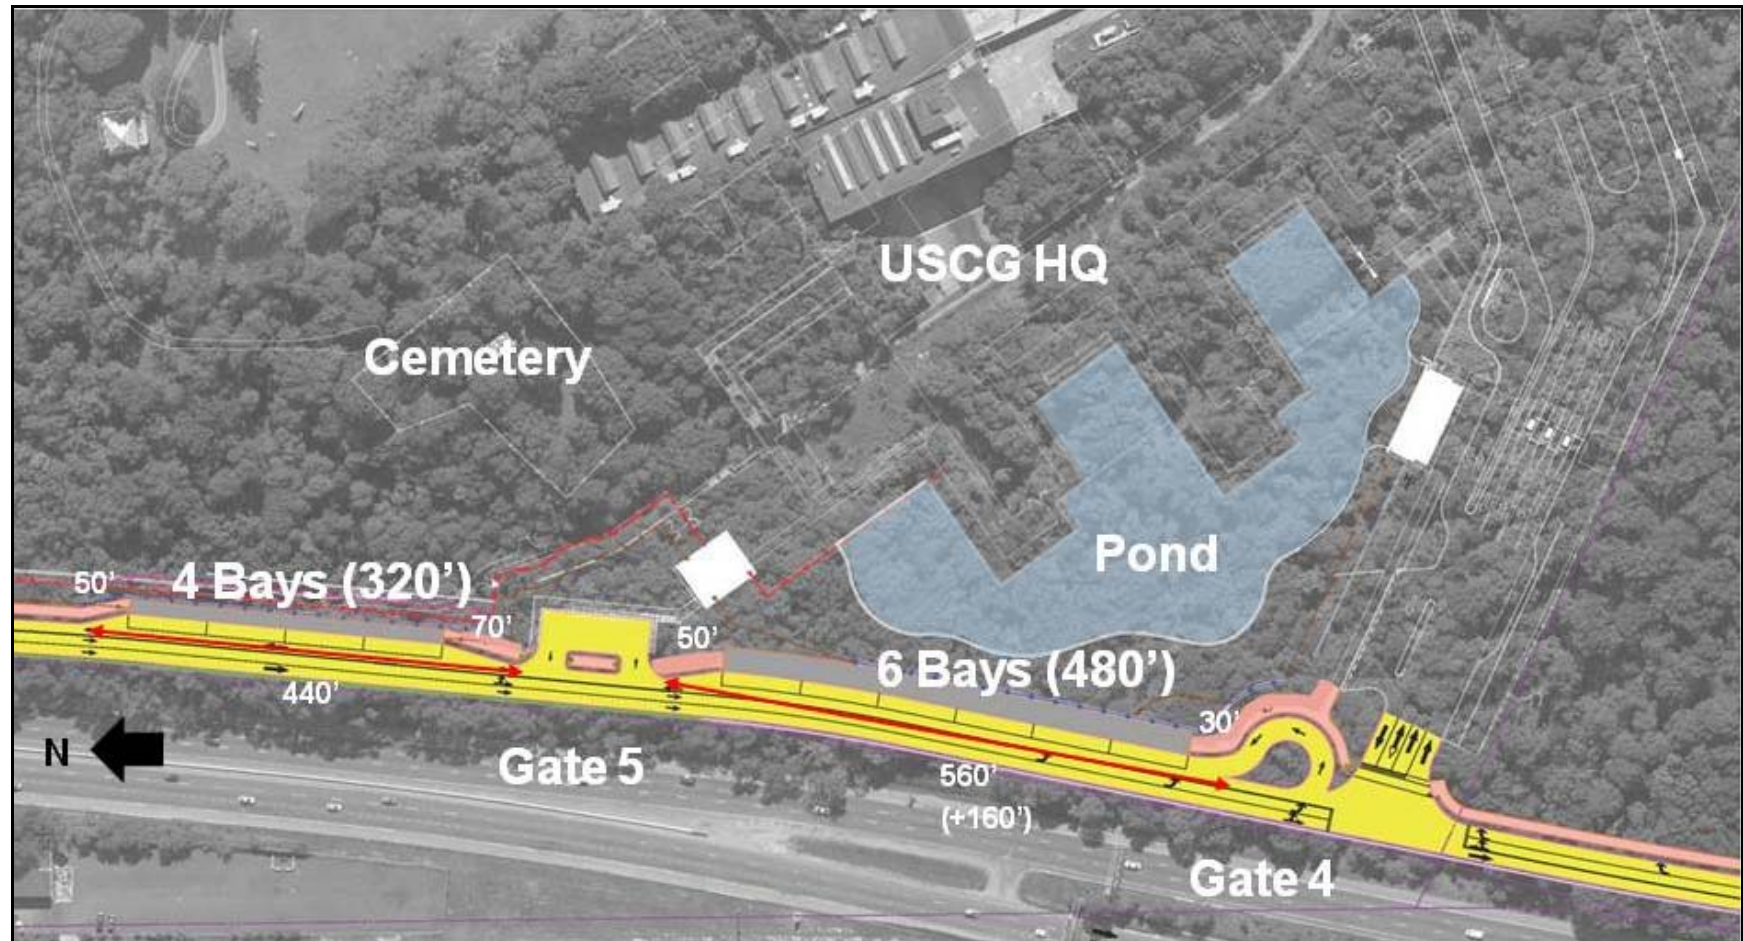 USCG HQ
Cemetery
Pond
50’ 4 Bays (320’)
70’
50’
6 Bays (480’)
30’
440’
N
Gate 5
560’
(+160’)
Gate 4